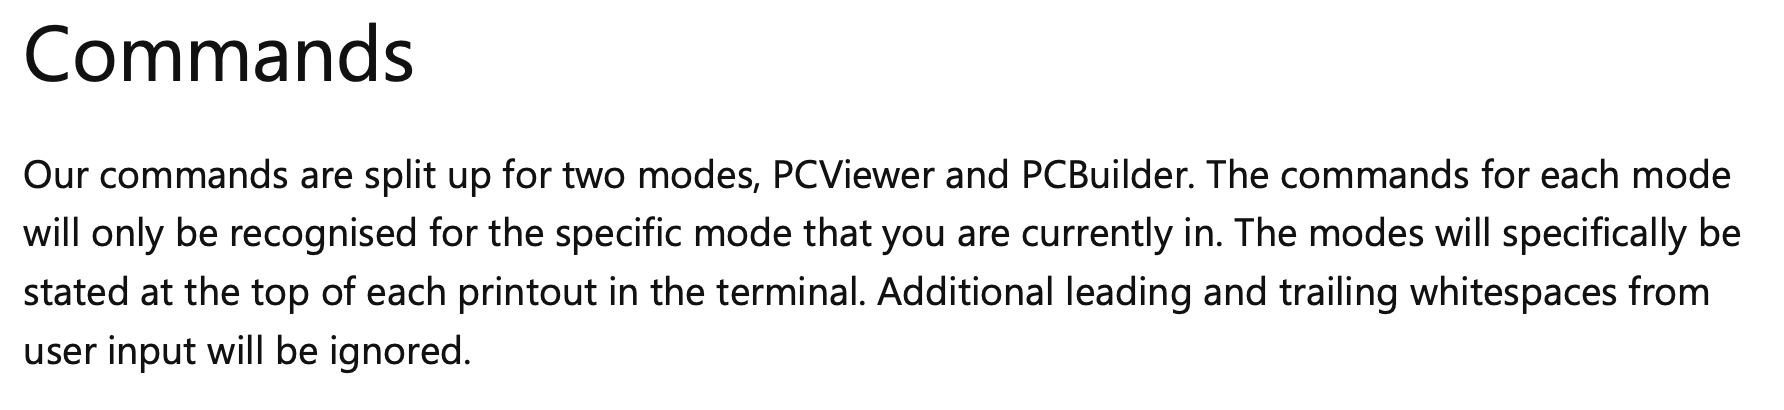 Commands
Our commands are split up for two modes, PCViewer and PCBuilder. The commands for each mode
will only be recognised for the specific mode that you are currently in. The modes will specifically be
stated at the top of each printout in the terminal. Additional leading and trailing whitespaces from
user input will be ignored.